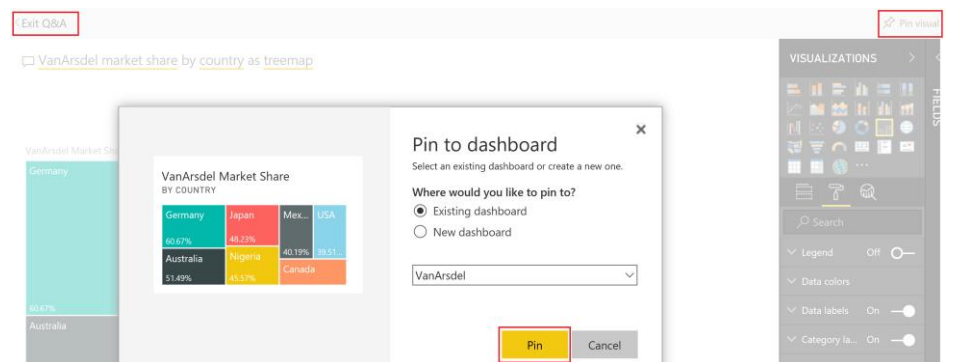 Exit Q&A
Pin visual
VanArsdel market share by country as treemap
VISUALIZATIONS
FIELDS
VanArsdel Market Sha
Germany
60.67%
Australia
VanArsdel Market Share
BY COUNTRY
Germany
60.67%
Japan
48.23%
Mex...
40.19%
USA
39.51...
Australia
51.49%
Nigeria
45.57%
Canada
Pin to dashboard
Select an existing dashboard or create a new one.
Where would you like to pin to?
Existing dashboard
New dashboard
VanArsdel
Pin
Cancel
Search
Legend Off
Data colors
Data labels On
Category la... On